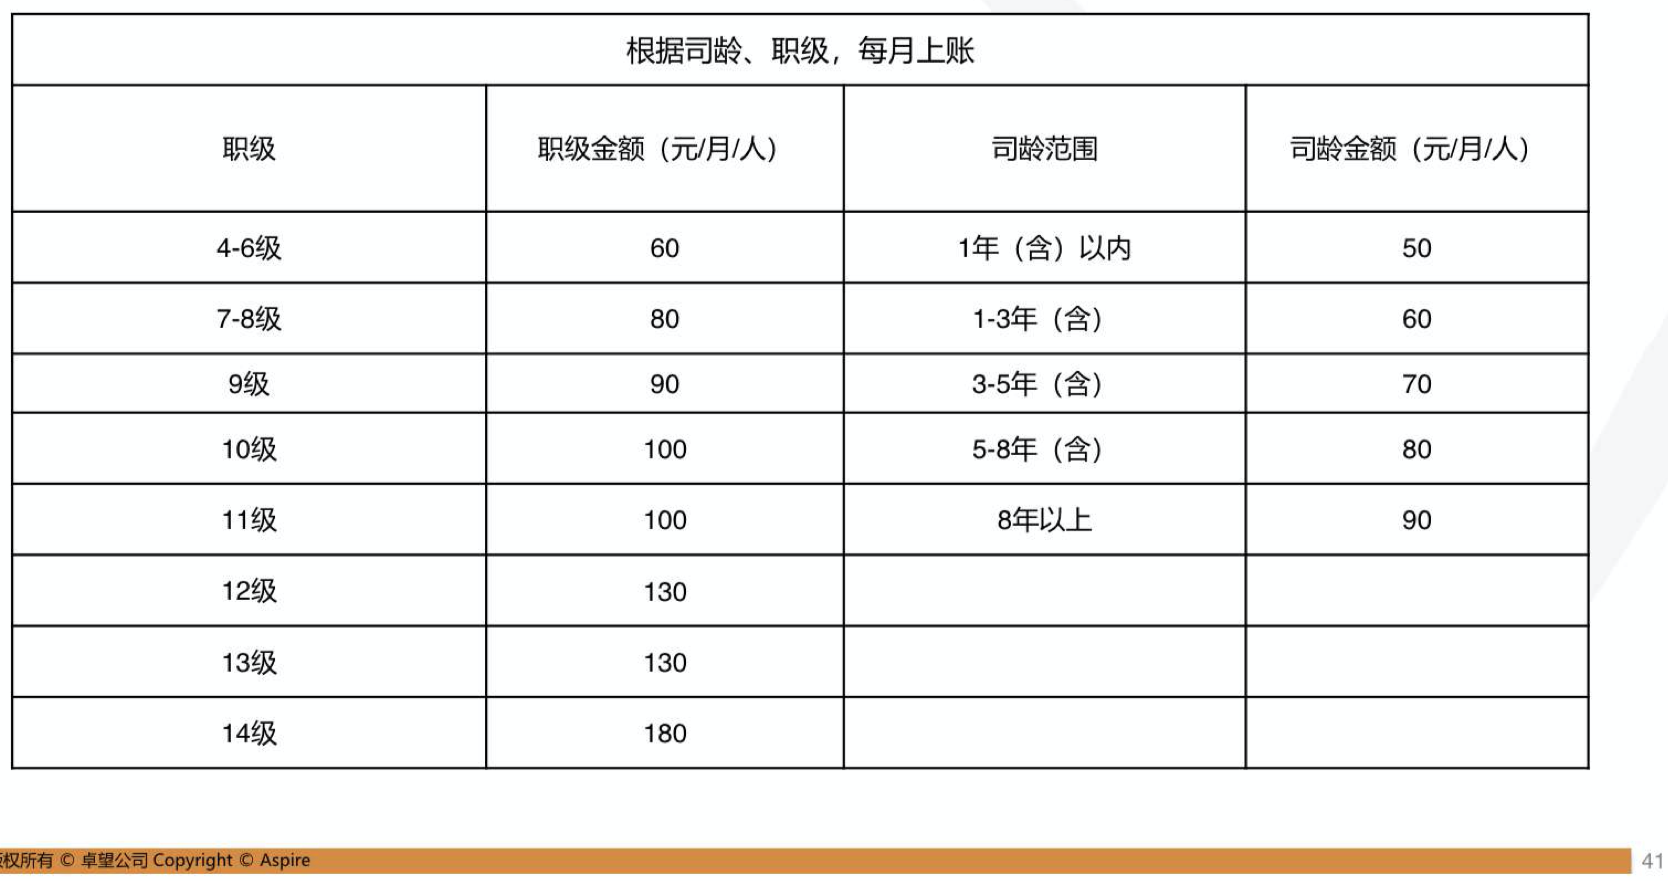 根据司龄、职级，每月上账
职级 职级金额（元/月/人） 司龄范围 司龄金额（元/月/人）
4-6级 60 1年（含）以内 50
7-8级 80 1-3年（含） 60
9级 90 3-5年（含） 70
10级 100 5-8年（含） 80
11级 100 8年以上 90
12级 130
13级 130
14级 180
版权所有 © 卓望公司 Copyright © Aspire
41